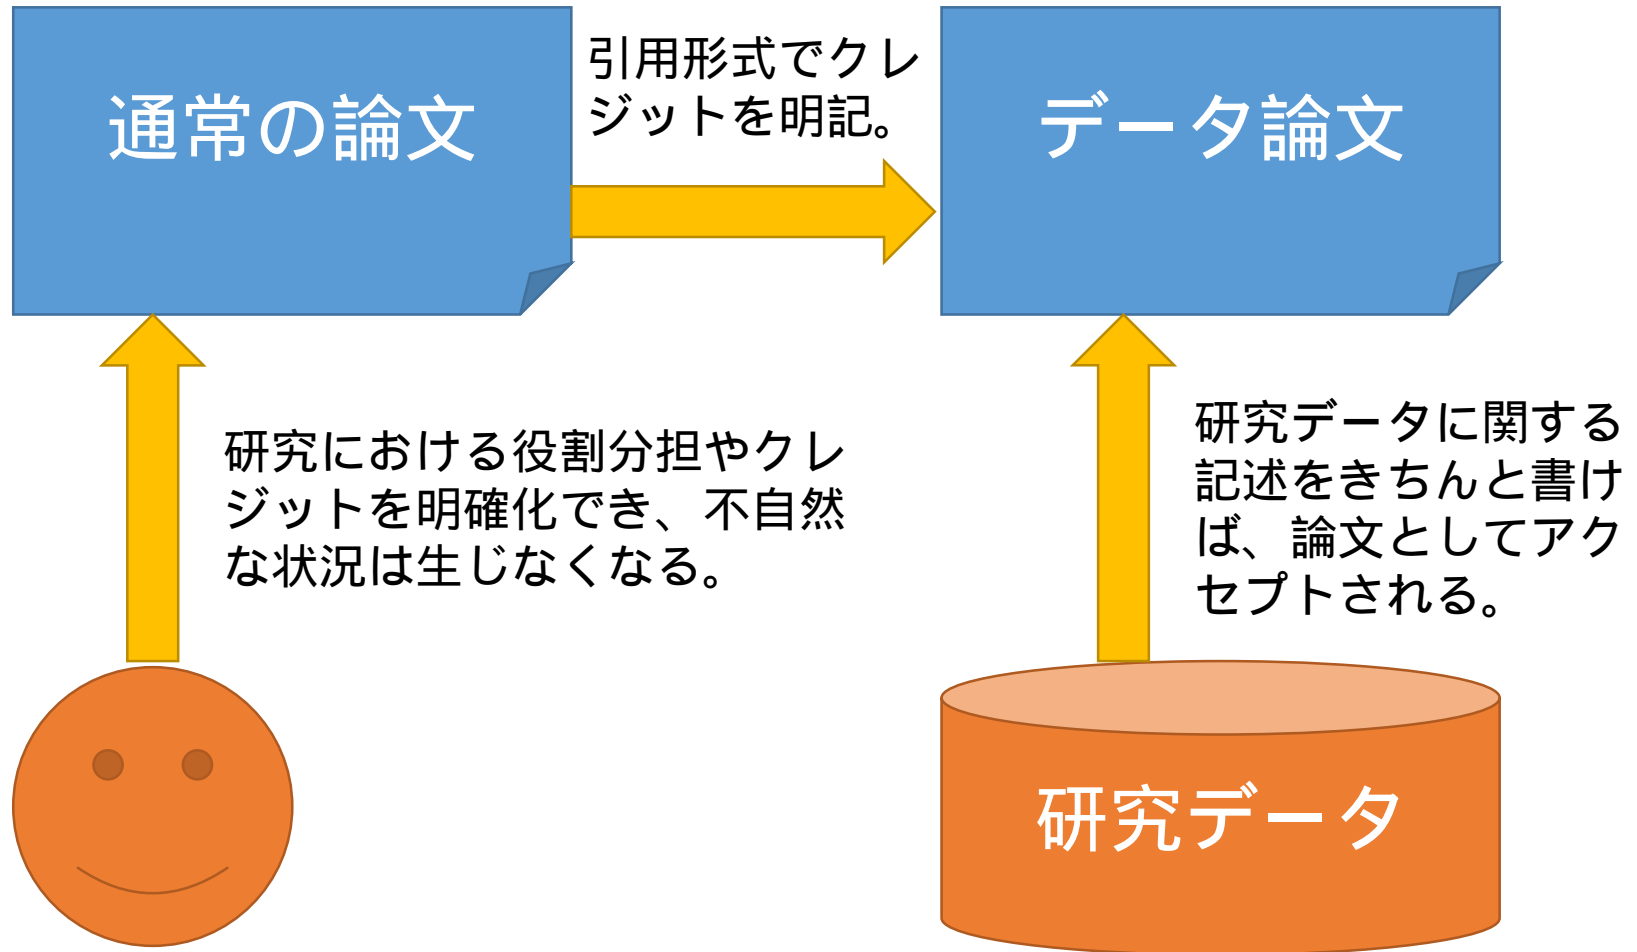 通常の論文
引用形式でクレ
ジットを明記。
データ論文
研究における役割分担やクレ
ジットを明確化でき、不自然
な状況は生じなくなる。
研究データに関する
記述をきちんと書け
ば、論文としてアク
セプトされる。
研究データ